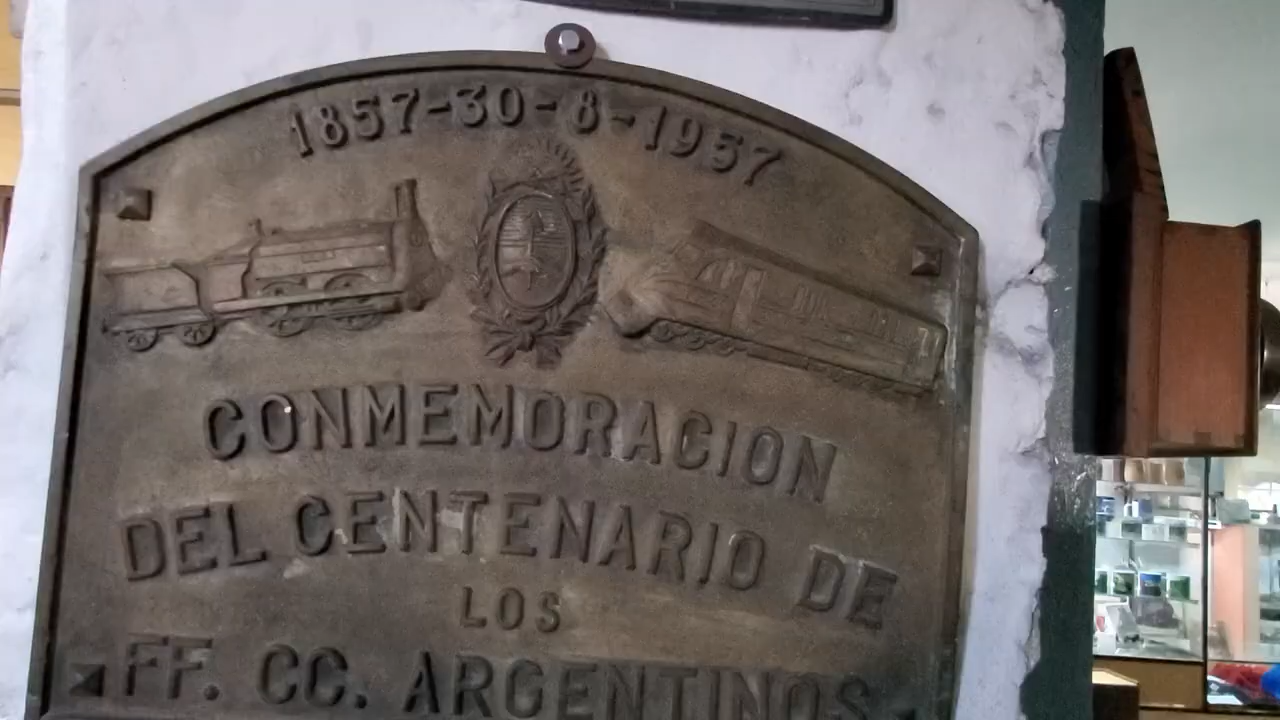 1857-30-8-1957
CONMEMORACION
DEL CENTENARIO DE
LOS
FF. CC. ARGENTINOS